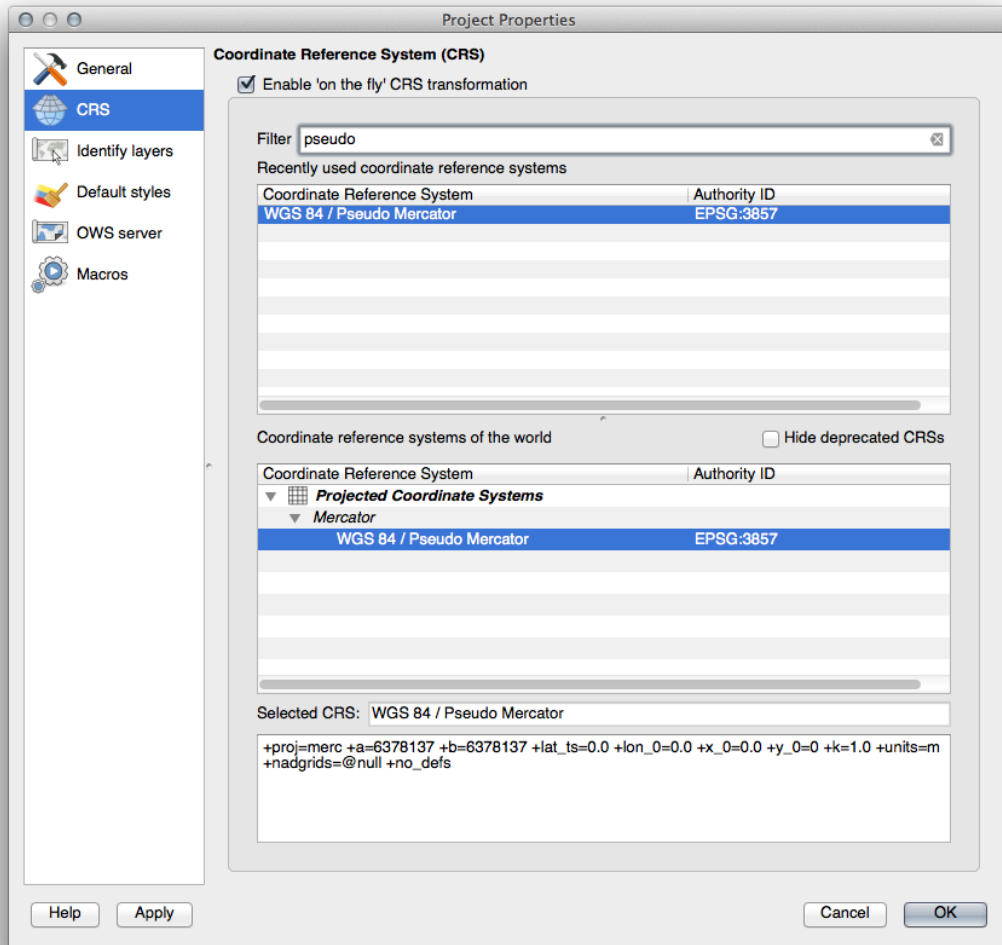 Project Properties
General
CRS
Identify layers
Default styles
OWS server
Macros
Coordinate Reference System (CRS)
Enable 'on the fly' CRS transformation
Filter pseudo
Recently used coordinate reference systems
Coordinate Reference System Authority ID
WGS 84 / Pseudo Mercator EPSG:3857
Coordinate reference systems of the world Hide deprecated CRSs
Coordinate Reference System Authority ID
Projected Coordinate Systems
Mercator
WGS 84 / Pseudo Mercator EPSG:3857
Selected CRS: WGS 84 / Pseudo Mercator
+proj=merc +a=6378137 +b=6378137 +lat_ts=0.0 +lon_0=0.0 +x_0=0.0 +y_0=0 +k=1.0 +units=m
+nadgrids=@null +no_defs
Help Apply Cancel OK